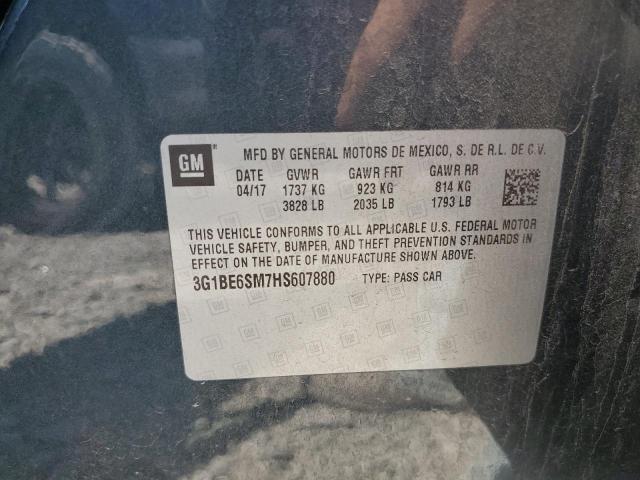 GM
MFD BY GENERAL MOTORS DE MEXICO, S. DE R.L. DE C.V.
DATE GVWR GAWR FRT GAWR RR
04/17 1737 KG 923 KG 814 KG
3828 LB 2035 LB 1793 LB
THIS VEHICLE CONFORMS TO ALL APPLICABLE U.S. FEDERAL MOTOR
VEHICLE SAFETY, BUMPER, AND THEFT PREVENTION STANDARDS IN
EFFECT ON THE DATE OF MANUFACTURE SHOWN ABOVE.
3G1BE6SM7HS607880 TYPE: PASS CAR